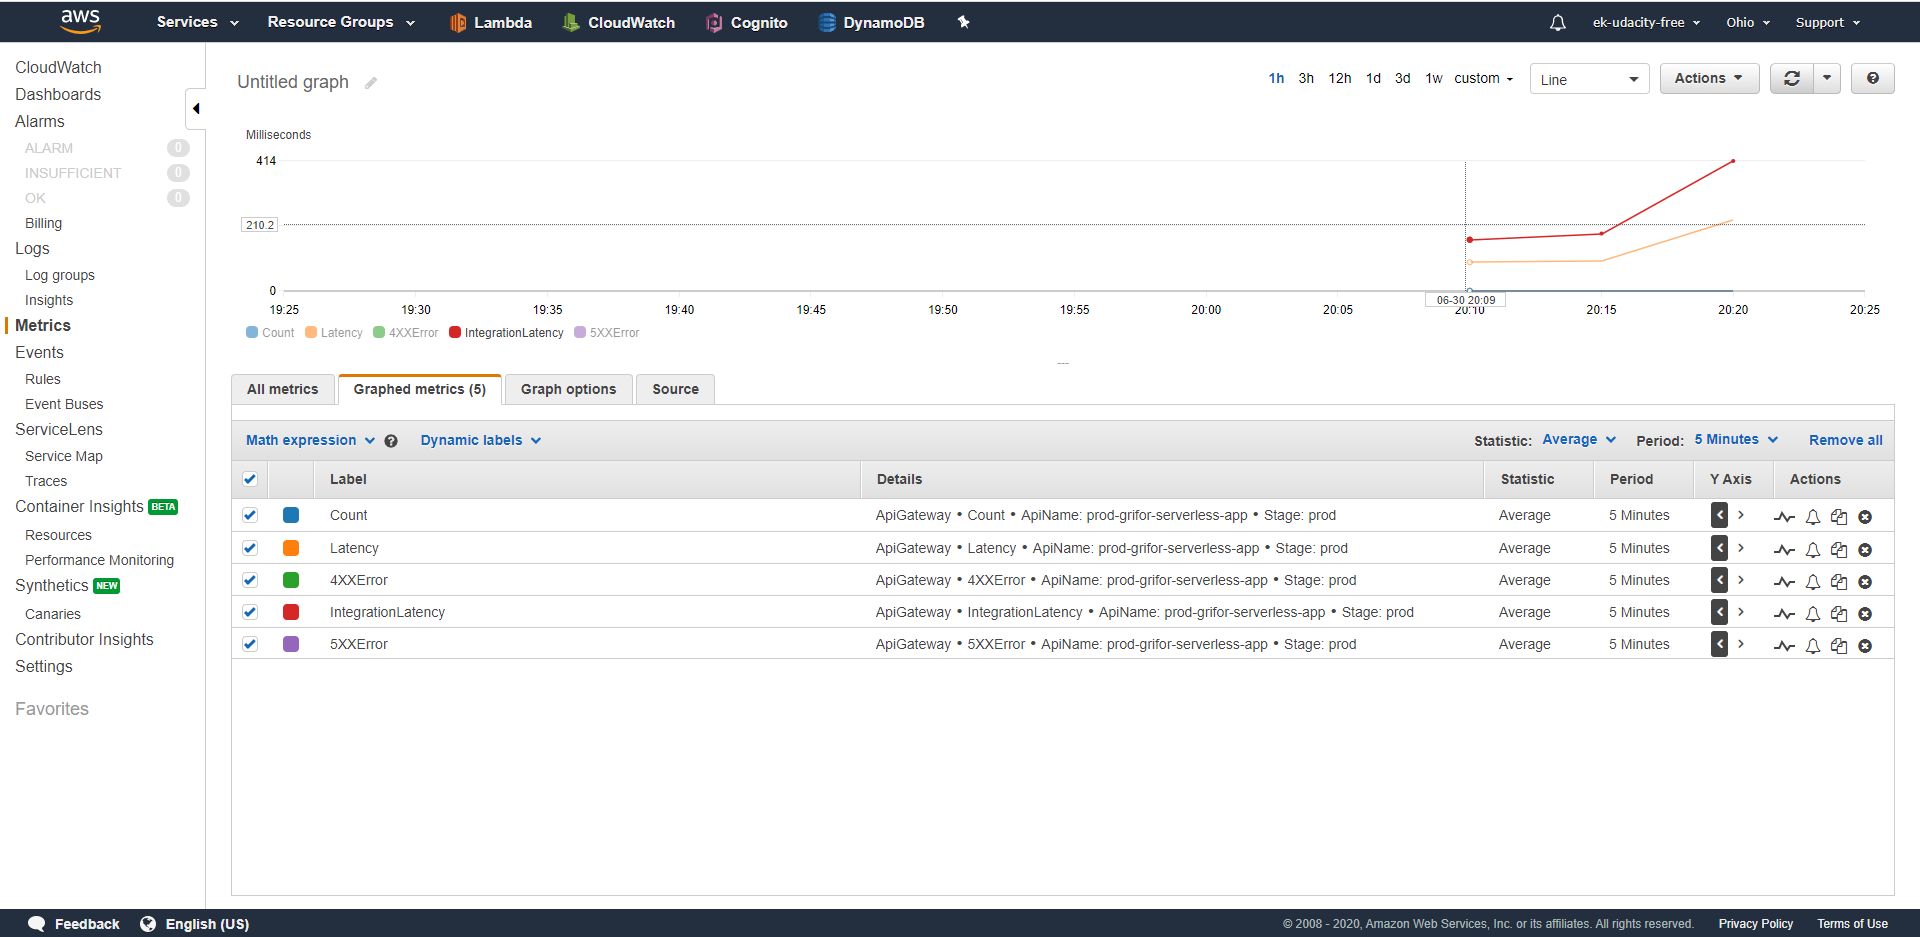 aws Services Resource Groups Lambda CloudWatch Cognito DynamoDB ek-udacity-free Ohio Support
CloudWatch
Dashboards
Alarms
ALARM 0
INSUFFICIENT 0
OK 0
Billing
Logs
Log groups
Insights
Metrics
Events
Rules
Event Buses
ServiceLens
Service Map
Traces
Container Insights BETA
Resources
Performance Monitoring
Synthetics NEW
Canaries
Contributor Insights
Settings
Favorites
Untitled graph 1h 3h 12h 1d 3d 1w custom Line Actions
Milliseconds
414
210.2
0
06-30 20:09
19:25 19:30 19:35 19:40 19:45 19:50 19:55 20:00 20:05 20:10 20:15 20:20 20:25
Count Latency 4XXError IntegrationLatency 5XXError
All metrics Graphed metrics (5) Graph options Source
Math expression Dynamic labels Statistic: Average Period: 5 Minutes Remove all
Label Details Statistic Period Y Axis Actions
Count ApiGateway • Count • ApiName: prod-grifor-serverless-app • Stage: prod Average 5 Minutes
Latency ApiGateway • Latency • ApiName: prod-grifor-serverless-app • Stage: prod Average 5 Minutes
4XXError ApiGateway • 4XXError • ApiName: prod-grifor-serverless-app • Stage: prod Average 5 Minutes
IntegrationLatency ApiGateway • IntegrationLatency • ApiName: prod-grifor-serverless-app • Stage: prod Average 5 Minutes
5XXError ApiGateway • 5XXError • ApiName: prod-grifor-serverless-app • Stage: prod Average 5 Minutes
Feedback English (US) © 2008 - 2020, Amazon Web Services, Inc. or its affiliates. All rights reserved. Privacy Policy Terms of Use